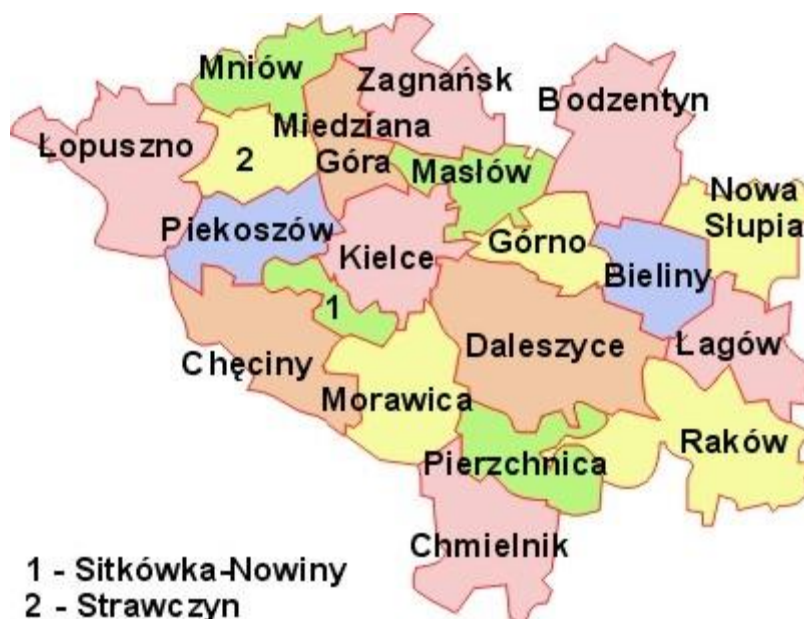 Mniów
Zagnańsk
Bodzentyn
Łopuszno
2
Miedziana
Góra
Masłów
Nowa
Słupia
Piekoszów
Kielce
Górno
Bieliny
1
Chęciny
Daleszyce
Łagów
Morawica
Pierzchnica
Raków
Chmielnik
1 - Sitkówka-Nowiny
2 - Strawczyn